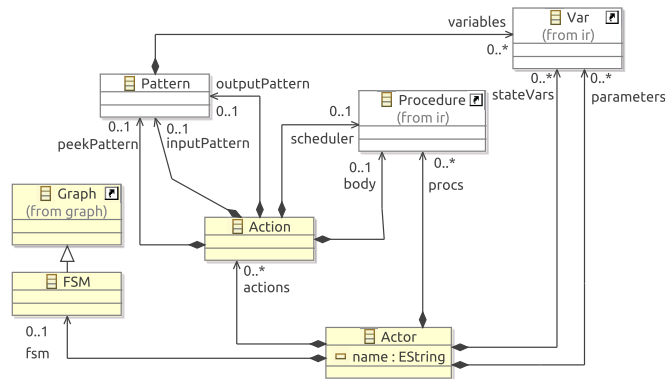 variables
Var
(from ir)
0..*
Pattern
outputPattern
0..1
0..*
0..*
stateVars
parameters
0..1
Procedure
(from ir)
0..1
0..1
peekPattern
inputPattern
scheduler
0..1
body
0..*
procs
Graph
(from graph)
Action
FSM
0..*
actions
0..1
fsm
Actor
name : EString